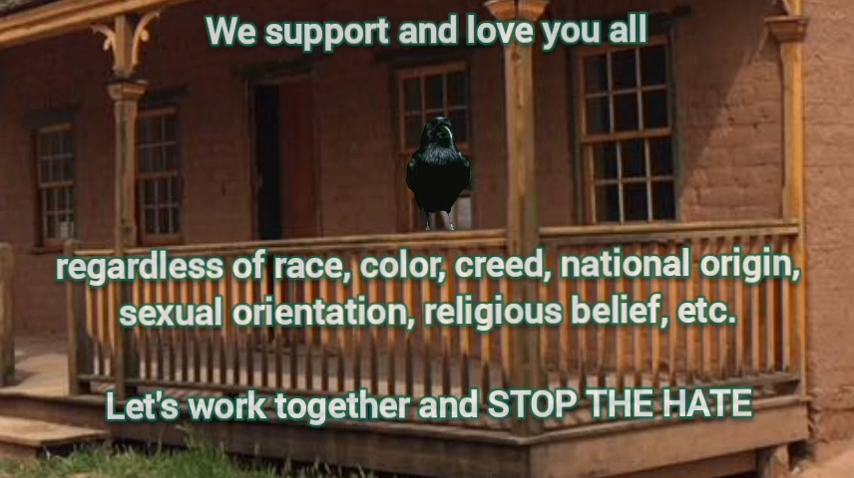 We support and love you all
regardless of race, color, creed, national origin,
sexual orientation, religious belief, etc.
Let's work together and STOP THE HATE